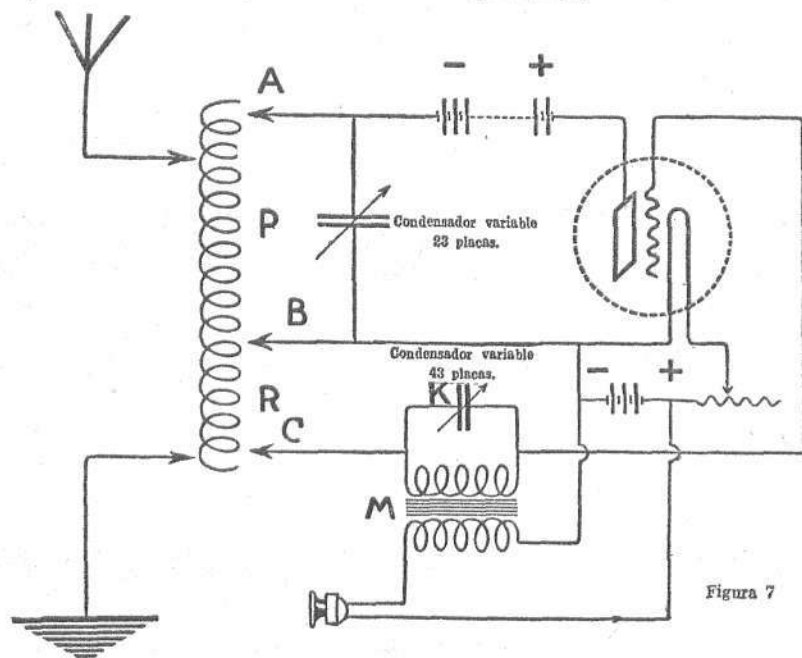 A
- +
P
Condensador variable
23 placas.
B
Condensador variable
43 placas.
- +
K
R
C
M
Figura 7